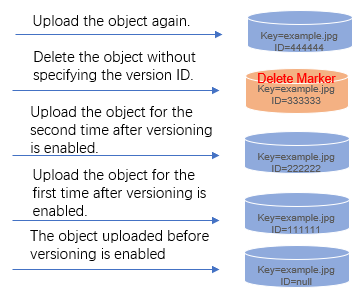 Upload the object again.
Key=example.jpg
ID=444444
Delete the object without
specifying the version ID.
Delete Marker
Key=example.jpg
ID=333333
Upload the object for the
second time after versioning
is enabled.
Key=example.jpg
ID=222222
Upload the object for the
first time after versioning is
enabled.
Key=example.jpg
ID=111111
The object uploaded before
versioning is enabled
Key=example.jpg
ID=null